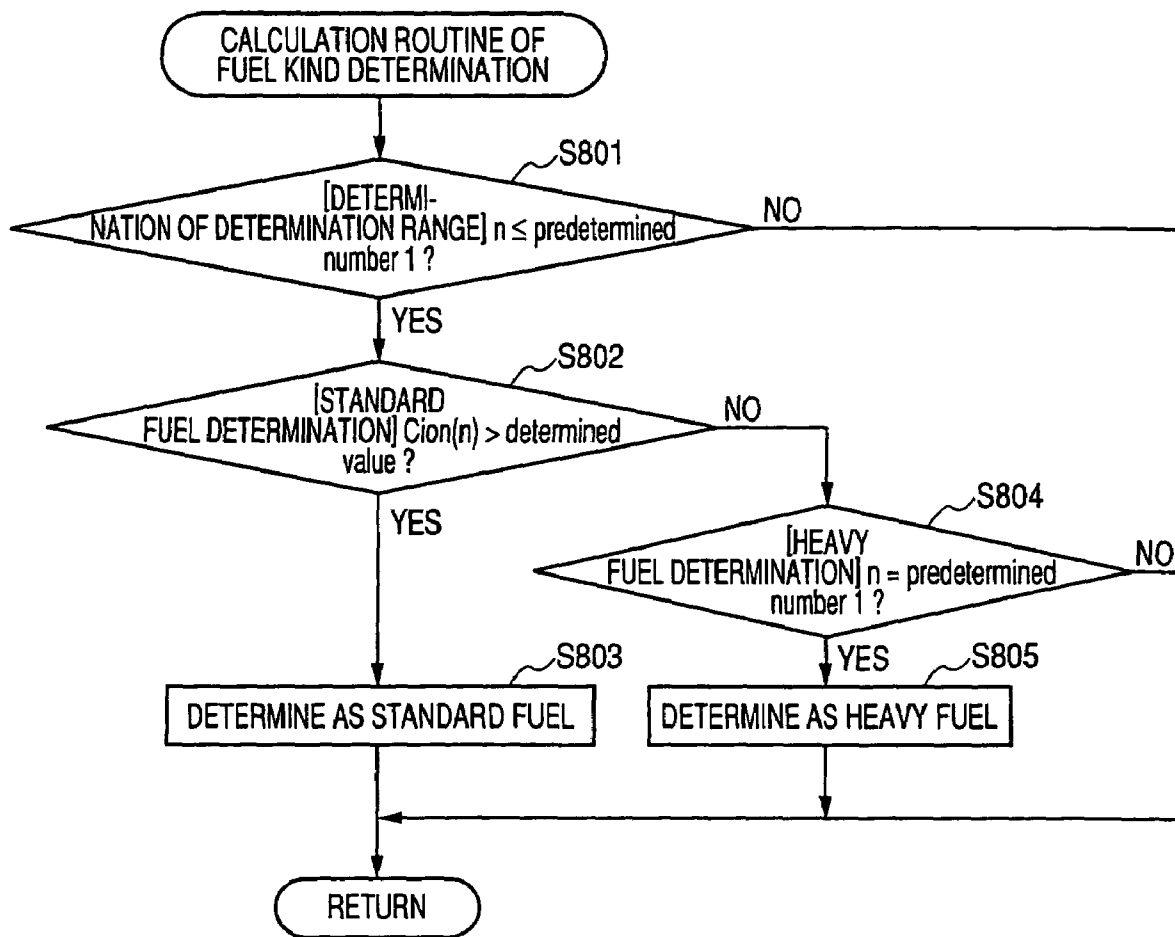 CALCULATION ROUTINE OF
FUEL KIND DETERMINATION
S801
[DETERMI-
NATION OF DETERMINATION RANGE] n ≤ predetermined
number 1 ?
NO
YES
S802
[STANDARD
FUEL DETERMINATION] Cion(n) > determined
value ?
NO
YES
S804
[HEAVY
FUEL DETERMINATION] n = predetermined
number 1 ?
NO
YES
S803
DETERMINE AS STANDARD FUEL
S805
DETERMINE AS HEAVY FUEL
RETURN